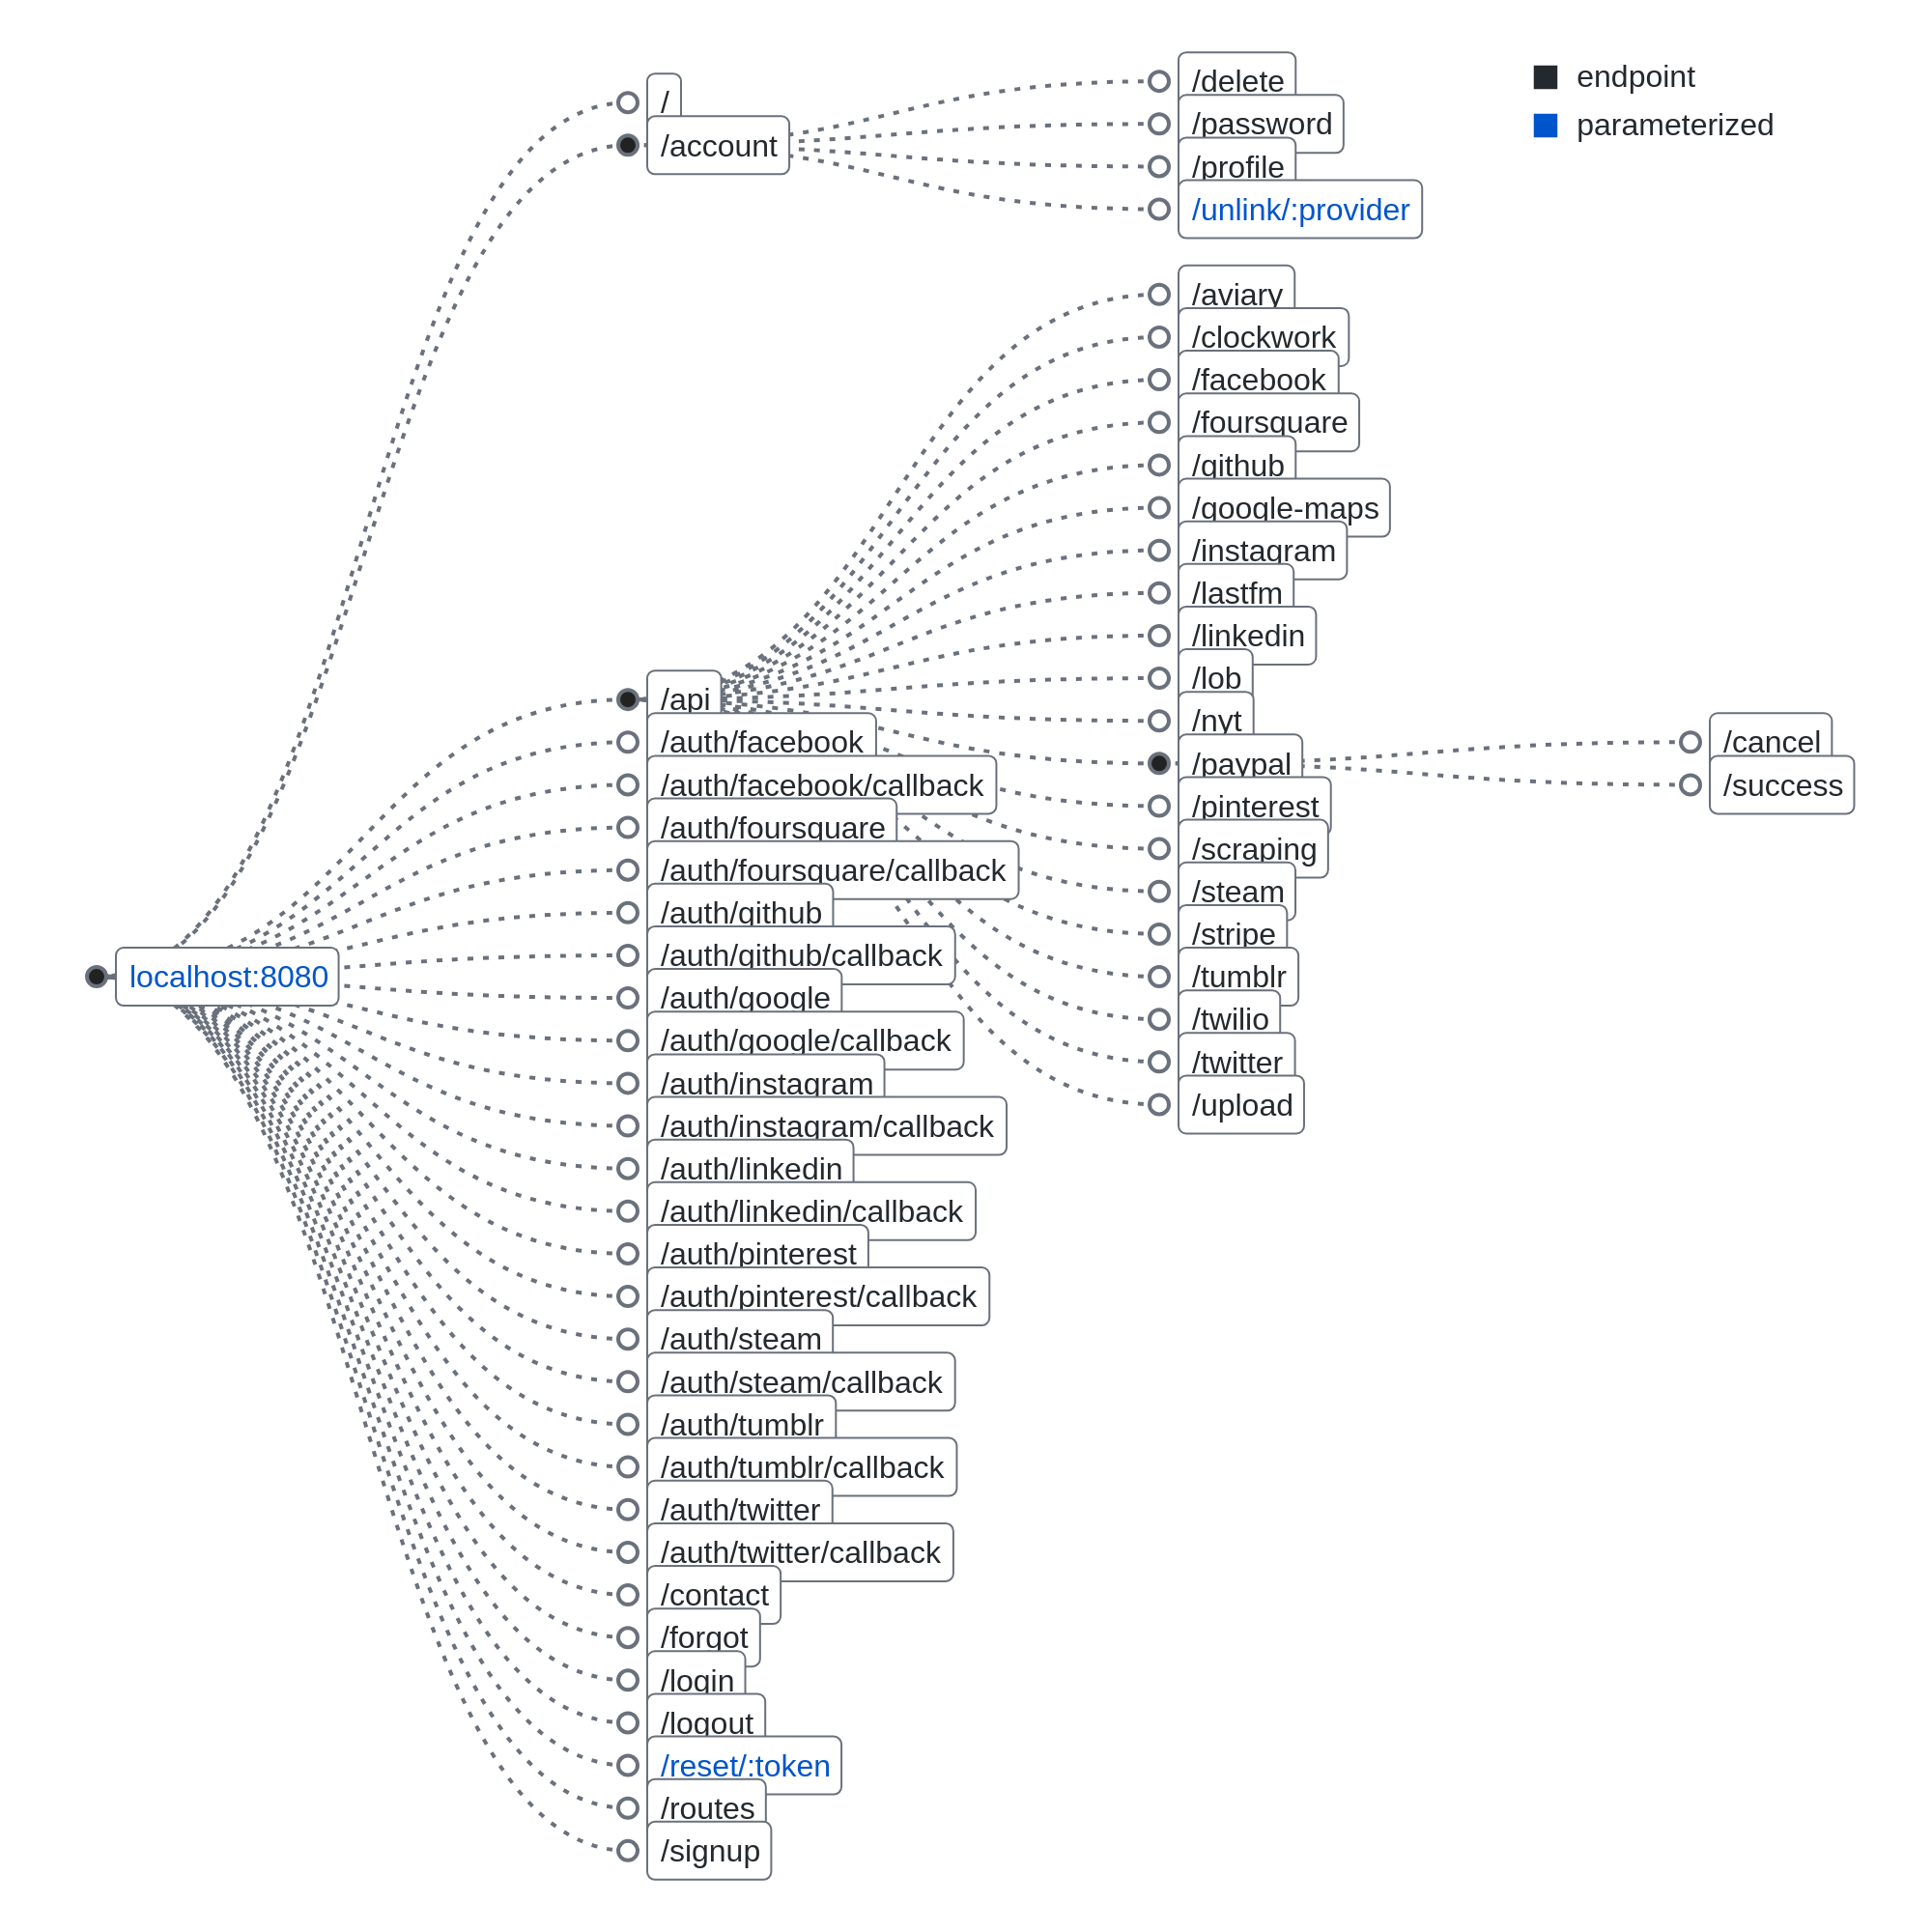 endpoint
parameterized
localhost:8080
/
/account
/delete
/password
/profile
/unlink/:provider
/api
/aviary
/clockwork
/facebook
/foursquare
/github
/google-maps
/instagram
/lastfm
/linkedin
/lob
/nyt
/paypal
/cancel
/success
/pinterest
/scraping
/steam
/stripe
/tumblr
/twilio
/twitter
/upload
/auth/facebook
/auth/facebook/callback
/auth/foursquare
/auth/foursquare/callback
/auth/github
/auth/github/callback
/auth/google
/auth/google/callback
/auth/instagram
/auth/instagram/callback
/auth/linkedin
/auth/linkedin/callback
/auth/pinterest
/auth/pinterest/callback
/auth/steam
/auth/steam/callback
/auth/tumblr
/auth/tumblr/callback
/auth/twitter
/auth/twitter/callback
/contact
/forgot
/login
/logout
/reset/:token
/routes
/signup